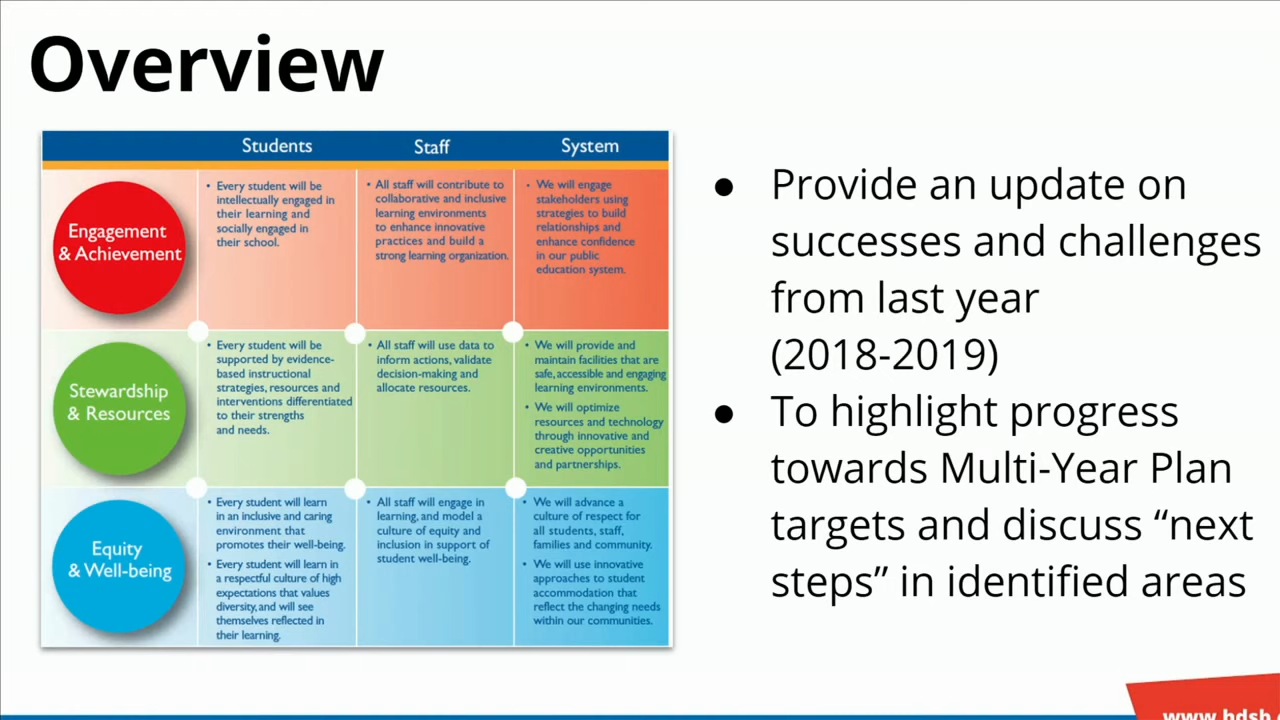 Overview
Students Staff System
Engagement
& Achievement
• Every student will be
intellectually engaged in
their learning and
socially engaged in
their school.
• All staff will contribute to
collaborative and inclusive
learning environments
to enhance innovative
practices and build a
strong learning organization.
• We will engage
stakeholders using
strategies to build
relationships and
enhance confidence
in our public
education system.
Stewardship
& Resources
• Every student will be
supported by evidence-
based instructional
strategies, resources and
interventions differentiated
to their strengths
and needs.
• All staff will use data to
inform actions, validate
decision-making and
allocate resources.
• We will provide and
maintain facilities that are
safe, accessible and engaging
learning environments.
• We will optimize
resources and technology
through innovative and
creative opportunities
and partnerships.
Equity
& Well-being
• Every student will learn
in an inclusive and caring
environment that
promotes their well-being.
• Every student will learn in
a respectful culture of high
expectations that values
diversity, and will see
themselves reflected in
their learning.
• All staff will engage in
learning, and model a
culture of equity and
inclusion in support of
student well-being.
• We will advance a
culture of respect for
all students, staff,
families and community.
• We will use innovative
approaches to student
accommodation that
reflect the changing needs
within our communities.
● Provide an update on
successes and challenges
from last year
(2018-2019)
● To highlight progress
towards Multi-Year Plan
targets and discuss “next
steps” in identified areas